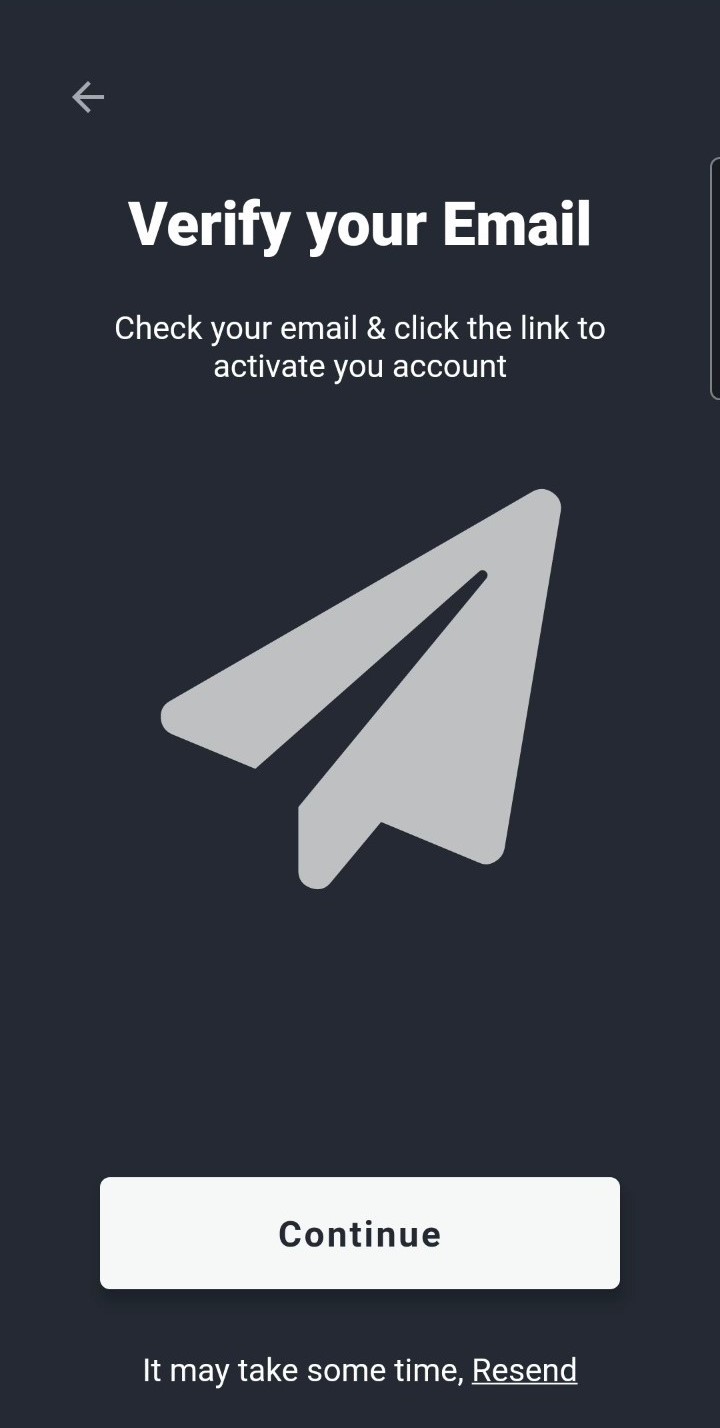 Verify your Email
Check your email & click the link to
activate you account
Continue
It may take some time, Resend